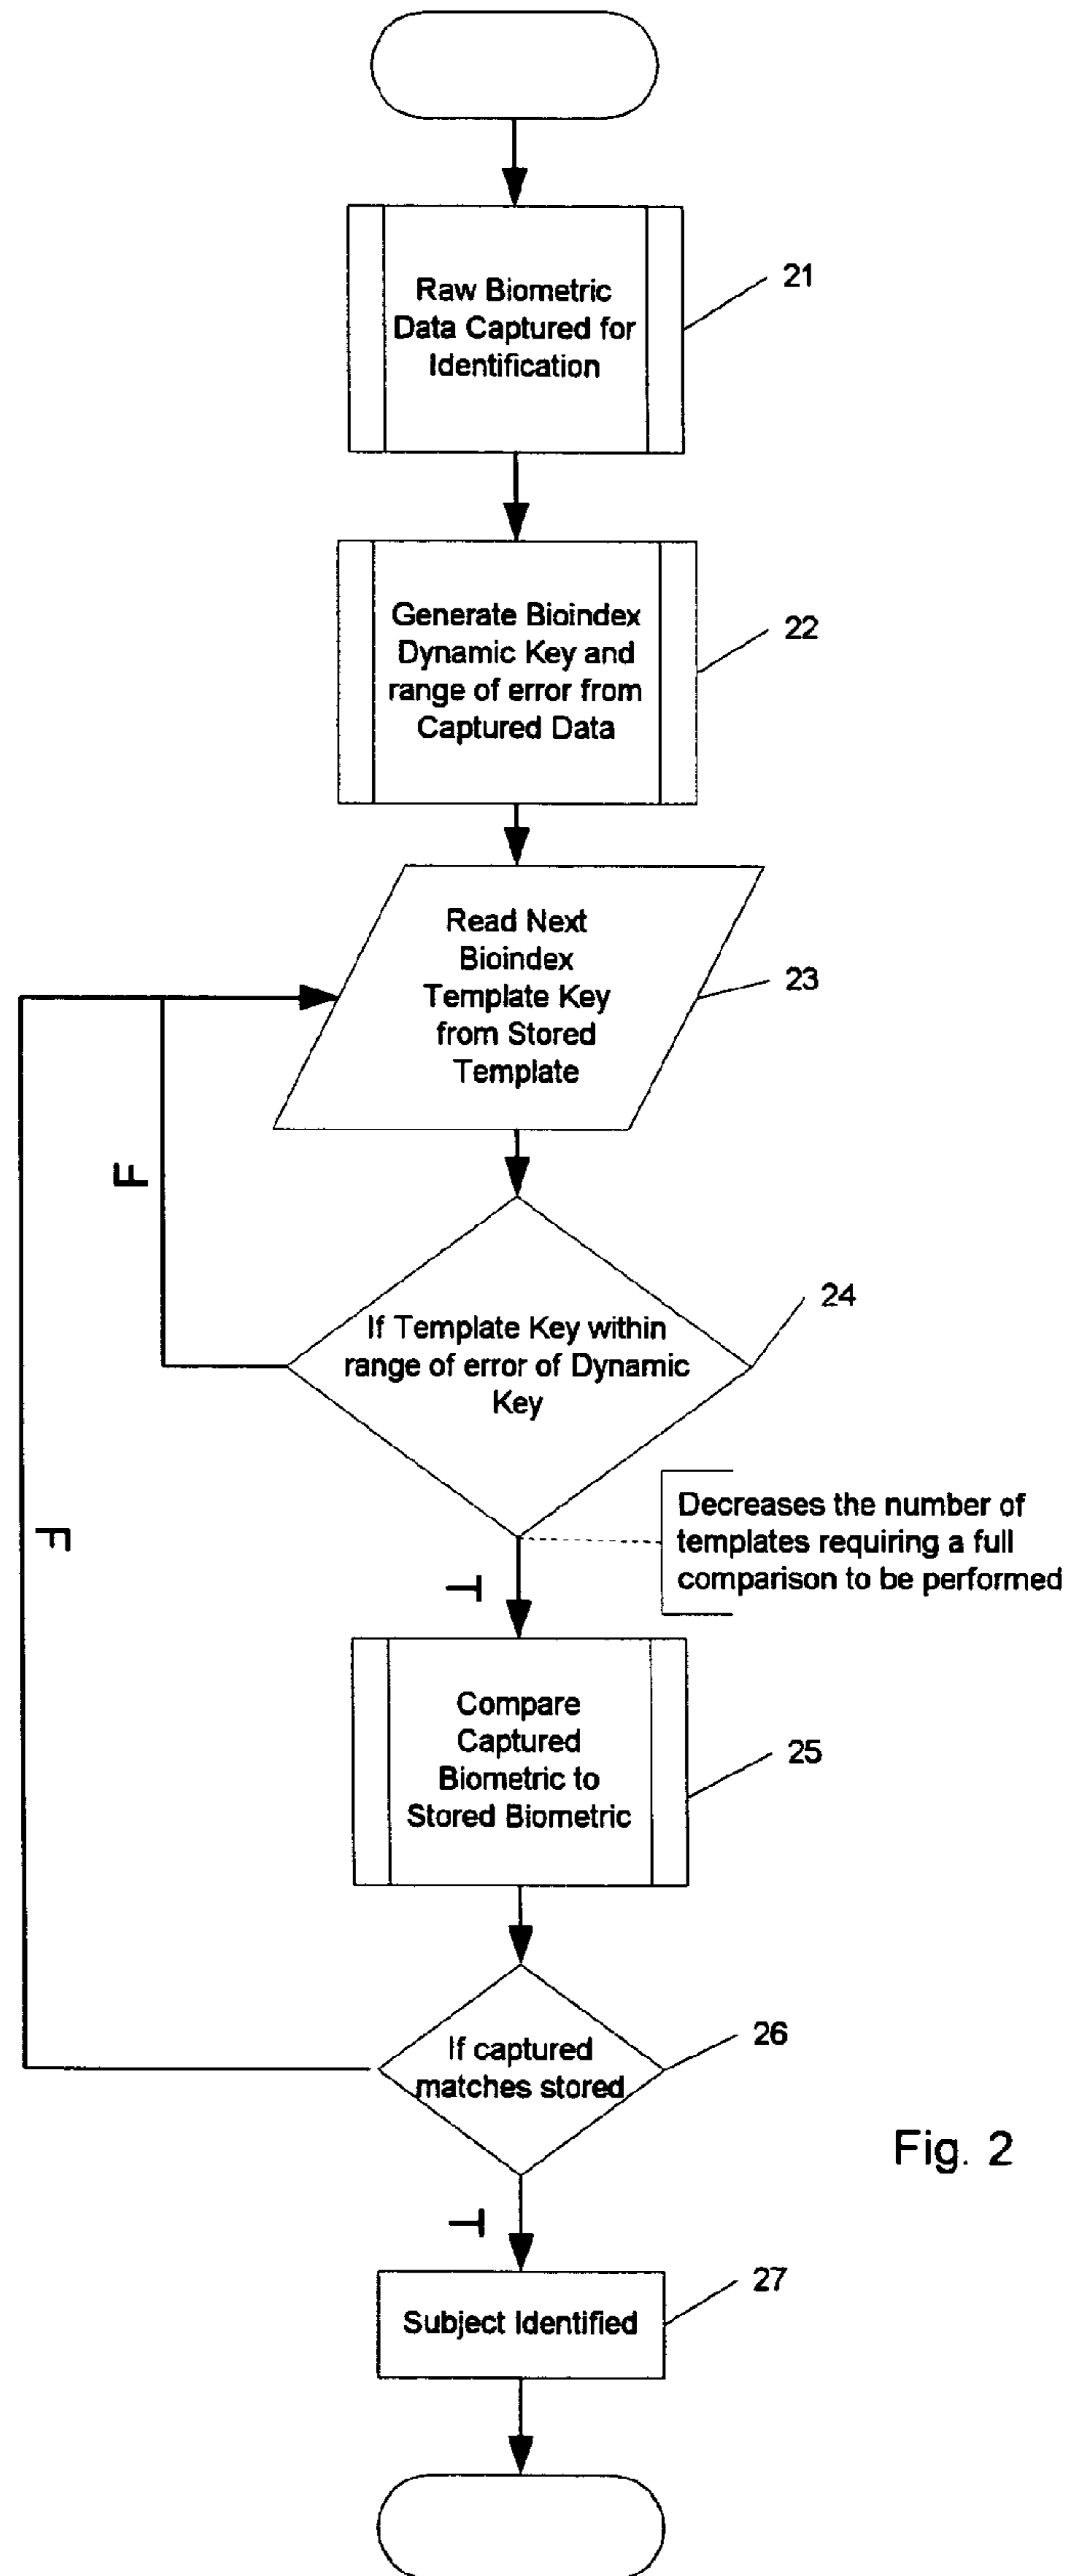 Raw Biometric
Data Captured for
Identification
21
Generate Bioindex
Dynamic Key and
range of error from
Captured Data
22
Read Next
Bioindex
Template Key
from Stored
Template
23
F
If Template Key within
range of error of Dynamic
Key
24
Decreases the number of
templates requiring a full
comparison to be performed
F
T
Compare
Captured
Biometric to
Stored Biometric
25
If captured
matches stored
26
Fig. 2
T
Subject Identified
27